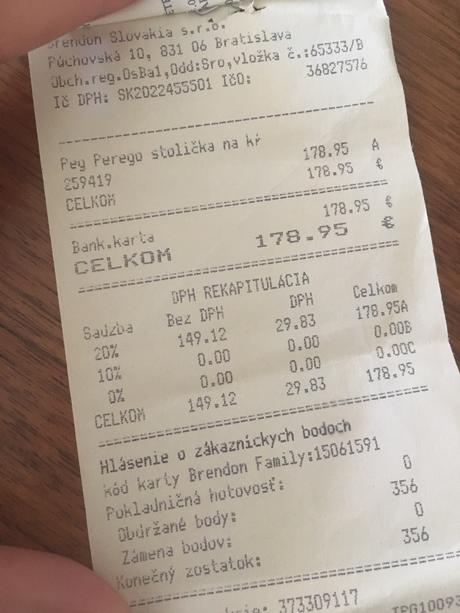 Brendon Slovakia s.r.o.
Púchovská 10, 831 06 Bratislava
Obch.reg.OsBa1,Odd:Sro,vložka č.:65333/B
Ič DPH: SK2022455501 IčO: 36827576
Peg Perego stolička na kŕ
259419 178.95 A
CELKOM 178.95 €
Bank.karta 178.95 €
CELKOM 178.95 €
DPH REKAPITULÁCIA
Sadzba Bez DPH DPH Celkom
20% 149.12 29.83 178.95A
10% 0.00 0.00 0.00B
0% 0.00 0.00 0.00C
CELKOM 149.12 29.83 178.95
Hlásenie o zákazníckych bodoch
Kód karty Brendon Family:15061591
Pokladničná hotovosť: 0
Obdržané body: 356
Zámena bodov: 0
Konečný zostatok: 356
373309117